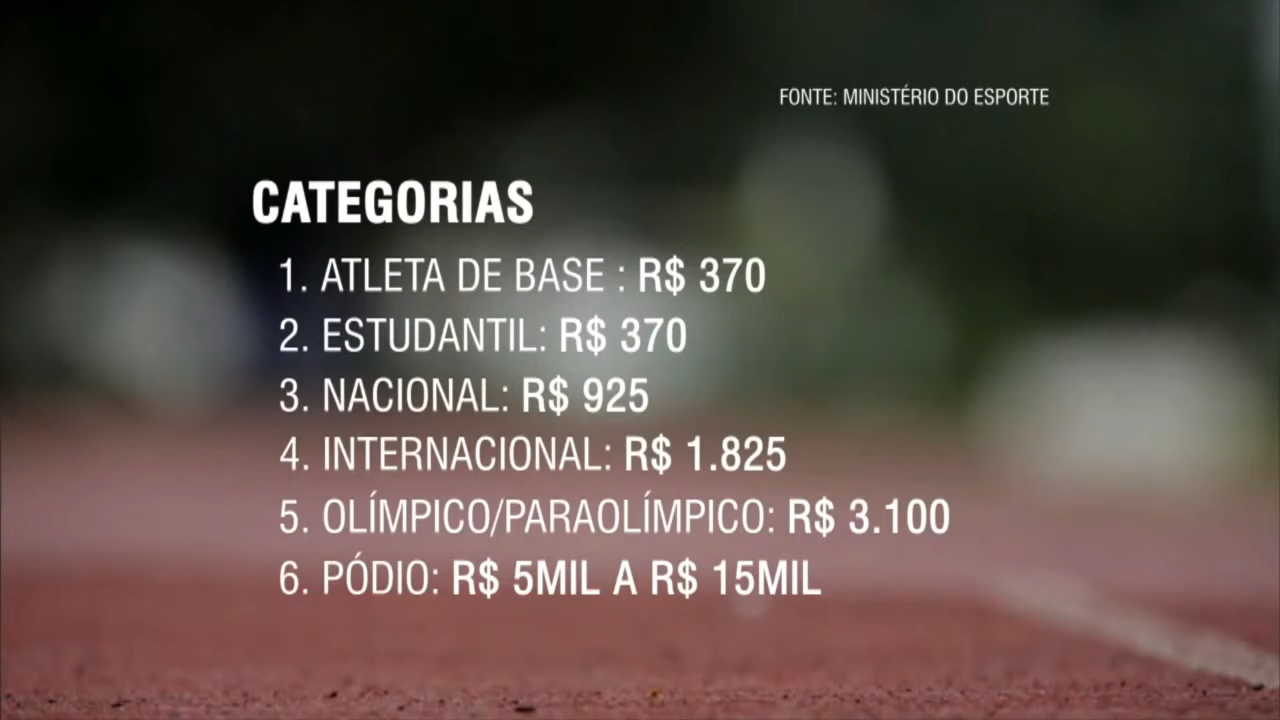 FONTE: MINISTÉRIO DO ESPORTE
CATEGORIAS
1. ATLETA DE BASE : R$ 370
2. ESTUDANTIL: R$ 370
3. NACIONAL: R$ 925
4. INTERNACIONAL: R$ 1.825
5. OLÍMPICO/PARAOLÍMPICO: R$ 3.100
6. PÓDIO: R$ 5MIL A R$ 15MIL